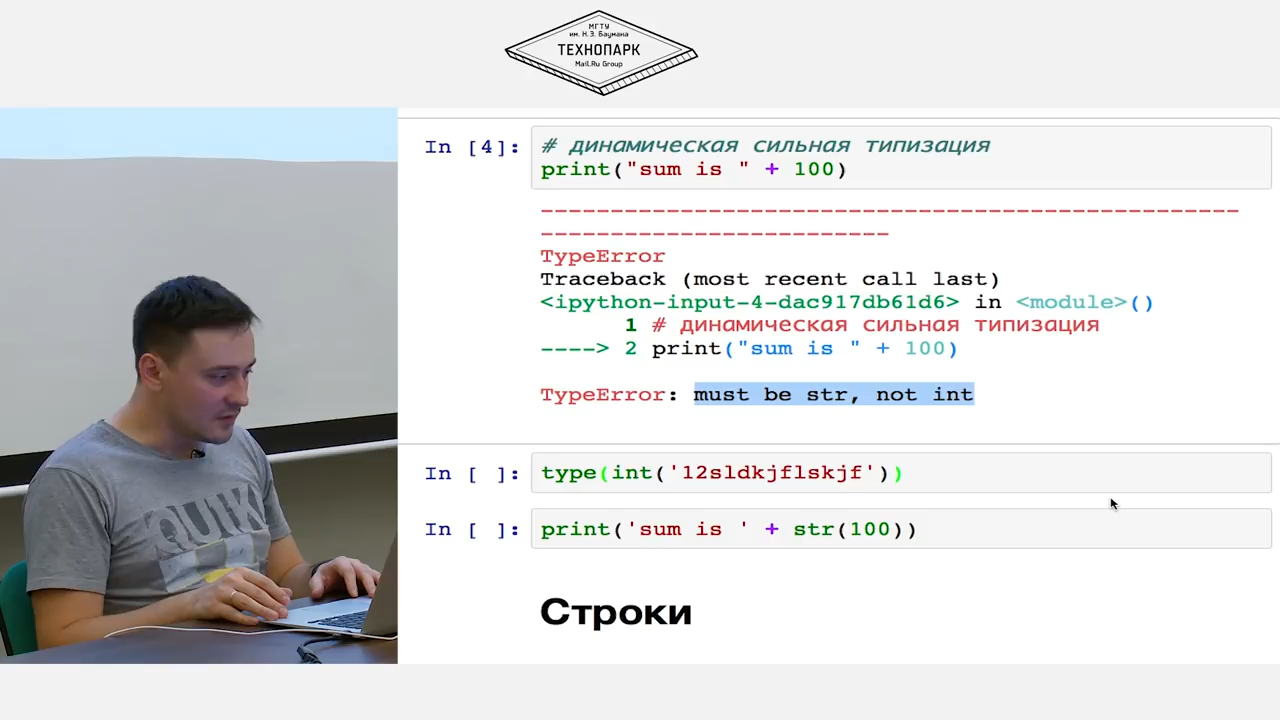 МГТУ
им. Н.Э. Баумана
ТЕХНОПАРК
Mail.Ru Group
In [4]: # динамическая сильная типизация
print("sum is " + 100)
--------------------------------------------------
-------------------------
TypeError
Traceback (most recent call last)
<ipython-input-4-dac917db61d6> in <module>()
1 # динамическая сильная типизация
----> 2 print("sum is " + 100)
TypeError: must be str, not int
In [ ]: type(int('12sldkjflskjf'))
In [ ]: print('sum is ' + str(100))
Строки
QUIK